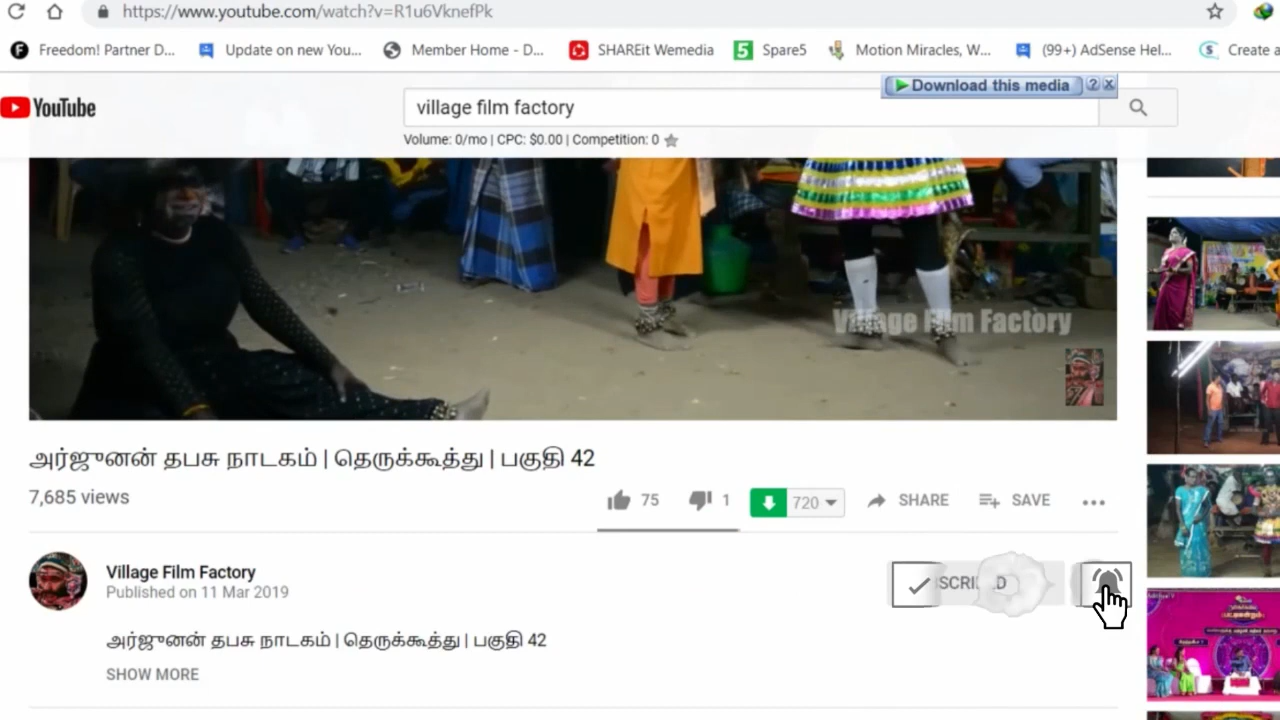 https://www.youtube.com/watch?v=R1u6VknefPk
Freedom! Partner D... Update on new You... Member Home - D... SHAREit Wemedia Spare5 Motion Miracles, W... (99+) AdSense Hel... Create a
Download this media ? X
YouTube village film factory
Volume: 0/mo | CPC: $0.00 | Competition: 0
Village Film Factory
அர்ஜுனன் தபசு நாடகம் | தெருக்கூத்து | பகுதி 42
7,685 views
75 1 720 SHARE SAVE
Village Film Factory
Published on 11 Mar 2019
அர்ஜுனன் தபசு நாடகம் | தெருக்கூத்து | பகுதி 42
SHOW MORE